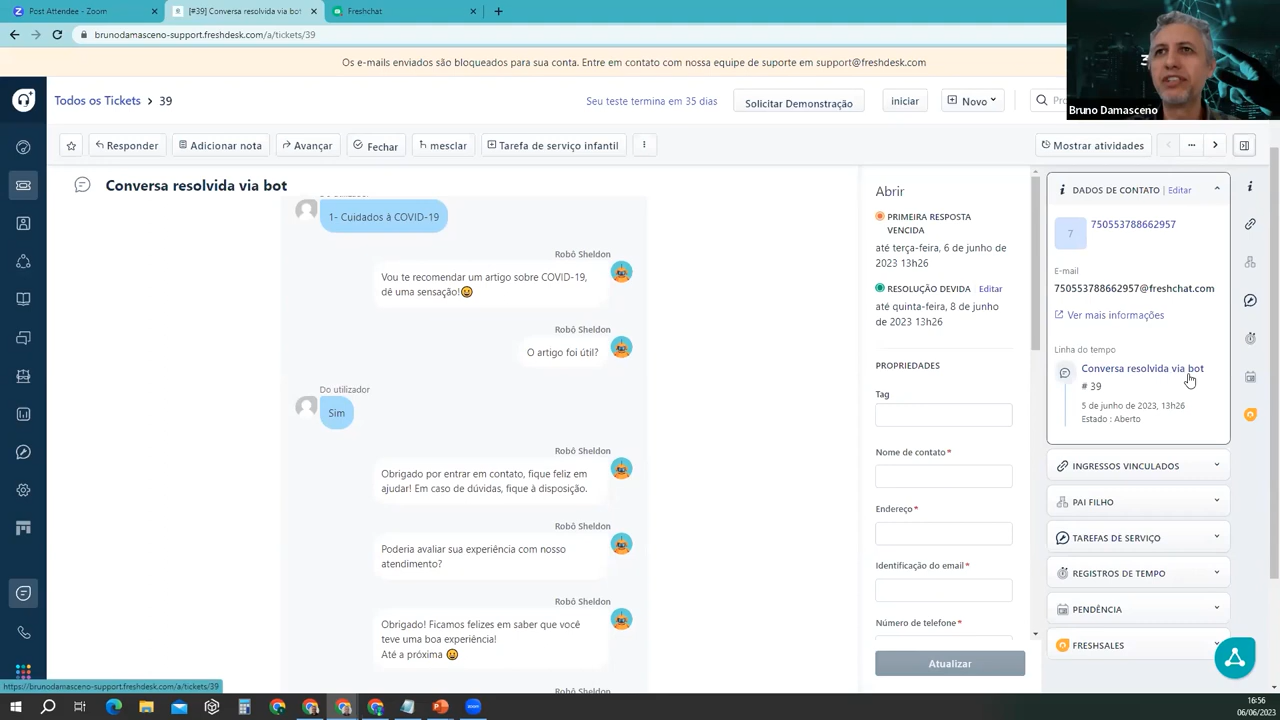 Post Attendee - Zoom
[#39] Conversa resolvida via bot
Freshchat
brunodamasceno-support.freshdesk.com/a/tickets/39
Os e-mails enviados são bloqueados para sua conta. Entre em contato com nossa equipe de suporte em support@freshdesk.com
Todos os Tickets > 39
Seu teste termina em 35 dias
Solicitar Demonstração
iniciar
Novo
Bruno Damasceno
Responder
Adicionar nota
Avançar
Fechar
mesclar
Tarefa de serviço infantil
Mostrar atividades
Conversa resolvida via bot
1- Cuidados à COVID-19
Robô Sheldon
Vou te recomendar um artigo sobre COVID-19,
dê uma sensação!
Robô Sheldon
O artigo foi útil?
Do utilizador
Sim
Robô Sheldon
Obrigado por entrar em contato, fique feliz em
ajudar! Em caso de dúvidas, fique à disposição.
Robô Sheldon
Poderia avaliar sua experiência com nosso
atendimento?
Robô Sheldon
Obrigado! Ficamos felizes em saber que você
teve uma boa experiência!
Até a próxima
Robô Sheldon
Abrir
PRIMEIRA RESPOSTA
VENCIDA
até terça-feira, 6 de junho de
2023 13h26
RESOLUÇÃO DEVIDA Editar
até quinta-feira, 8 de junho
de 2023 13h26
PROPRIEDADES
Tag
Nome de contato*
Endereço*
Identificação do email*
Número de telefone*
Atualizar
DADOS DE CONTATO | Editar
7
750553788662957
E-mail
750553788662957@freshchat.com
Ver mais informações
Linha do tempo
Conversa resolvida via bot
# 39
5 de junho de 2023, 13h26
Estado : Aberto
INGRESSOS VINCULADOS
PAI FILHO
TAREFAS DE SERVIÇO
REGISTROS DE TEMPO
PENDÊNCIA
FRESHSALES
https://brunodamasceno-support.freshdesk.com/a/tickets/39
16:56
06/06/2023